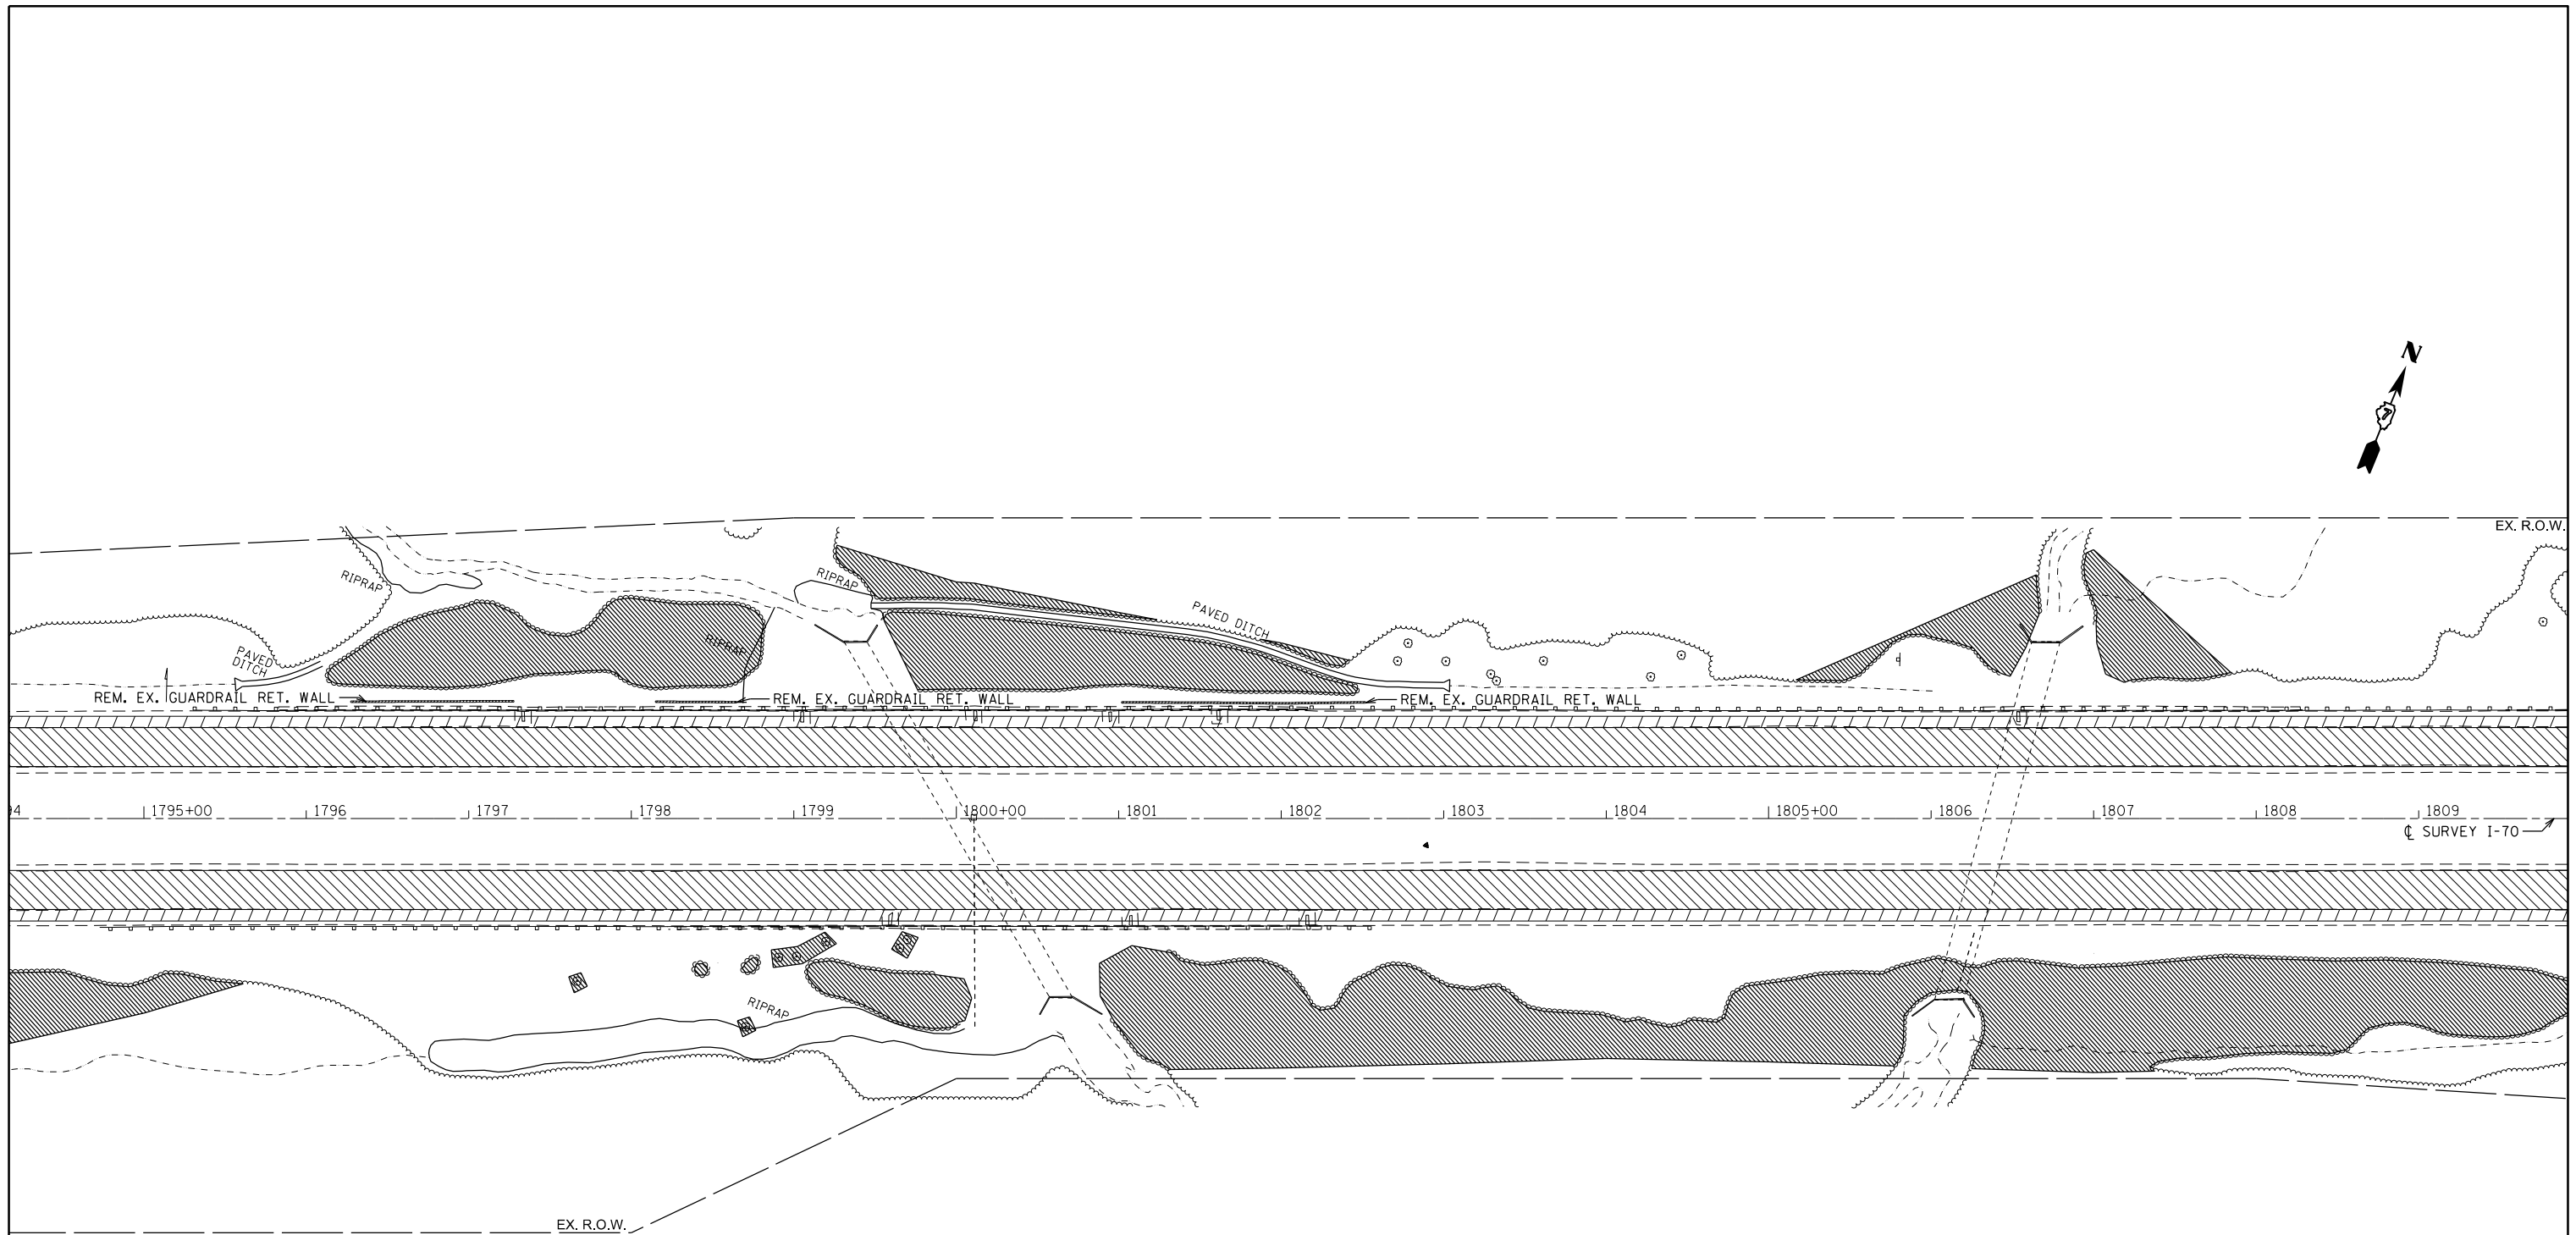 N
7
EX. R.O.W.
RIPRAP
RIPRAP
PAVED DITCH
RIPRAP
PAVED
DITCH
REM. EX. GUARDRAIL RET. WALL
REM. EX. GUARDRAIL RET. WALL
REM. EX. GUARDRAIL RET. WALL
94 1795+00 1796 1797 1798 1799 1800+00 1801 1802 1803 1804 1805+00 1806 1807 1808 1809
℄ SURVEY I-70
RIPRAP
EX. R.O.W.